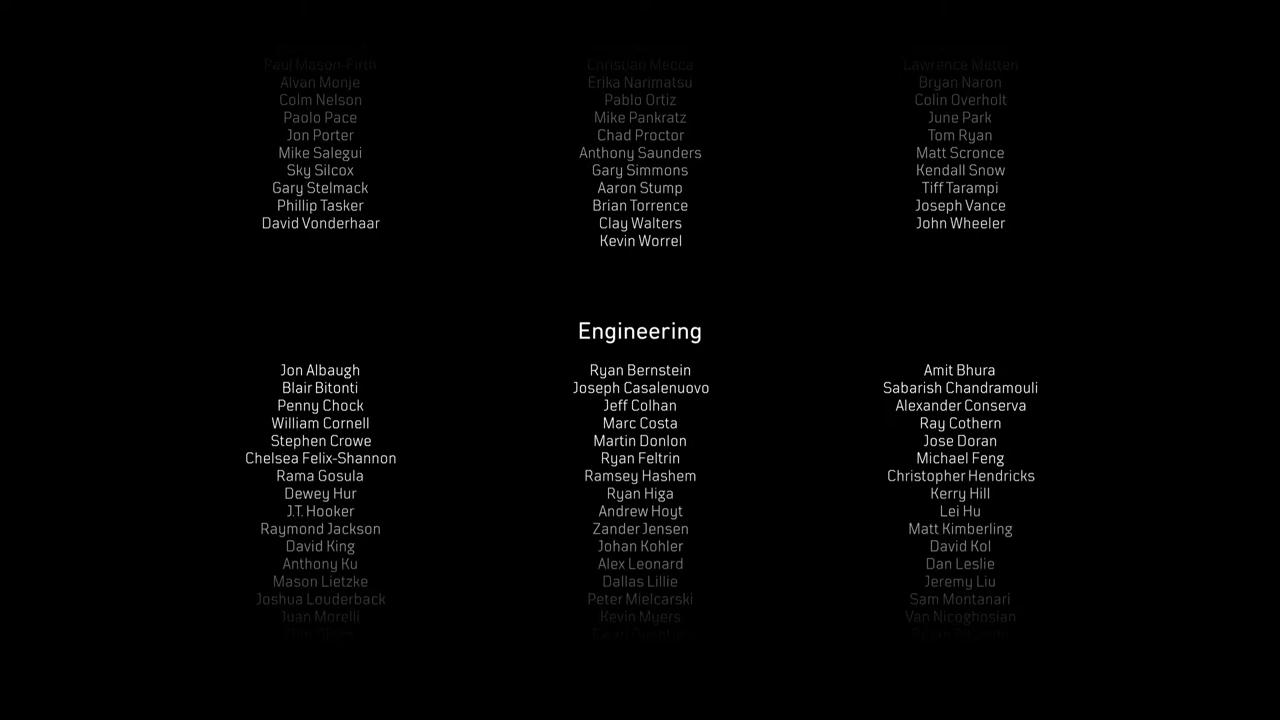 Paul Mason-Firth Christian Mecca Lawrence Metten
Alvan Monje Erika Narimatsu Bryan Naron
Colm Nelson Pablo Ortiz Colin Overholt
Paolo Pace Mike Pankratz June Park
Jon Porter Chad Proctor Tom Ryan
Mike Salegui Anthony Saunders Matt Scronce
Sky Silcox Gary Simmons Kendall Snow
Gary Stelmack Aaron Stump Tiff Tarampi
Phillip Tasker Brian Torrence Joseph Vance
David Vonderhaar Clay Walters John Wheeler
Kevin Worrel
Engineering
Jon Albaugh Ryan Bernstein Amit Bhura
Blair Bitonti Joseph Casalenuovo Sabarish Chandramouli
Penny Chock Jeff Colhan Alexander Conserva
William Cornell Marc Costa Ray Cothern
Stephen Crowe Martin Donlon Jose Doran
Chelsea Felix-Shannon Ryan Feltrin Michael Feng
Rama Gosula Ramsey Hashem Christopher Hendricks
Dewey Hur Ryan Higa Kerry Hill
J.T. Hooker Andrew Hoyt Lei Hu
Raymond Jackson Zander Jensen Matt Kimberling
David King Johan Kohler David Kol
Anthony Ku Alex Leonard Dan Leslie
Mason Lietzke Dallas Lillie Jeremy Liu
Joshua Louderback Peter Mielcarski Sam Montanari
Juan Morelli Kevin Myers Van Nicoghosian